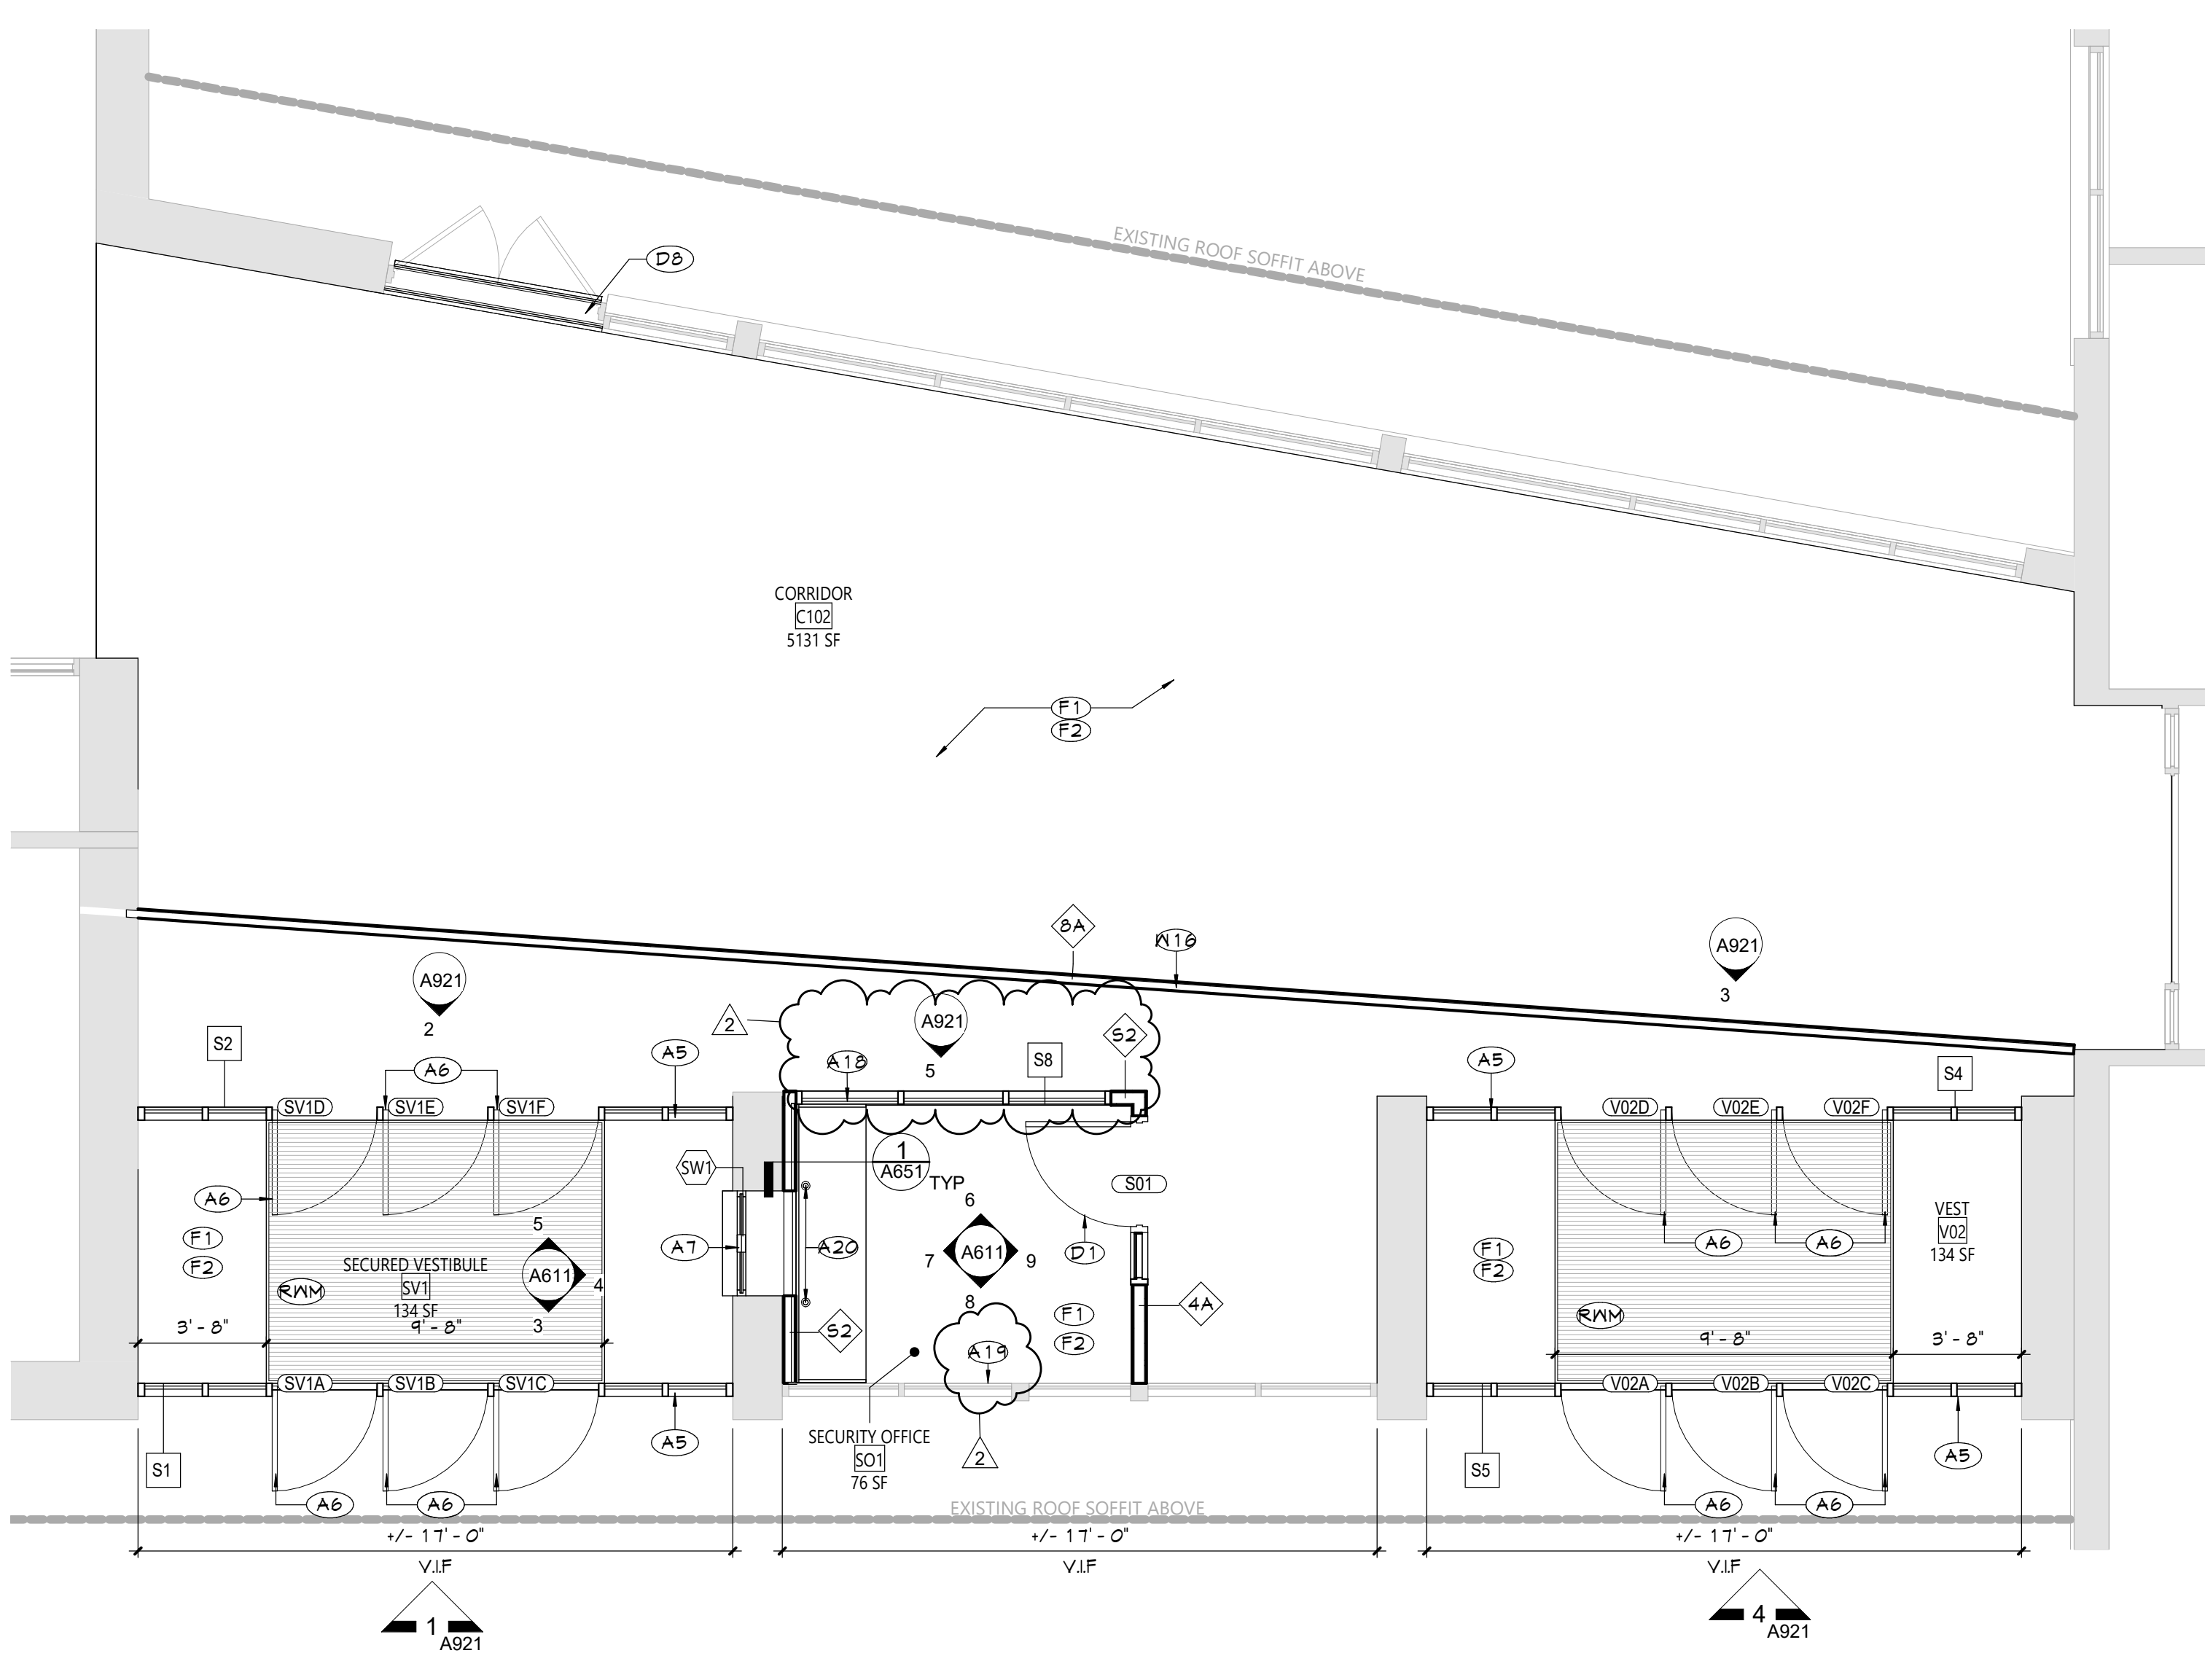 EXISTING ROOF SOFFIT ABOVE
D8
CORRIDOR
C102
5131 SF
F1
F2
8A
W16
A921
3
A921
2
2
A921
5
S2
S2
A5
A18
S8
A5
S4
A6
SV1D
SV1E
SV1F
V02D
V02E
V02F
1
A651
TYP
SW1
S01
A6
6
VEST
V02
134 SF
F1
F2
5
A7
A20
7
A611
9
D1
F1
F2
A6
A6
SECURED VESTIBULE
SV1
134 SF
RWM
A611
4
3
8
4A
F1
F2
RWM
3' - 8"
9' - 8"
S2
A19
9' - 8"
3' - 8"
SV1A
SV1B
SV1C
V02A
V02B
V02C
S1
A5
SECURITY OFFICE
SO1
76 SF
2
S5
A5
A6
A6
A6
A6
EXISTING ROOF SOFFIT ABOVE
+/- 17' - 0"
V.I.F
+/- 17' - 0"
V.I.F
+/- 17' - 0"
V.I.F
1
A921
4
A921